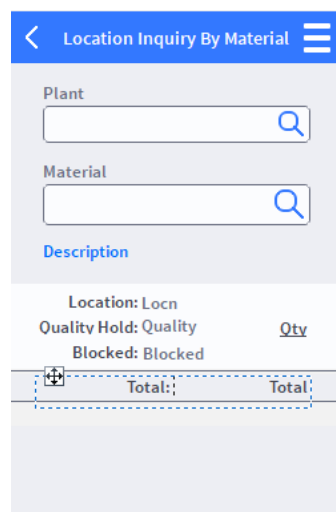 Location Inquiry By Material
Plant
Material
Description
Location: Locn
Quality Hold: Quality Qty
Blocked: Blocked
Total: Total